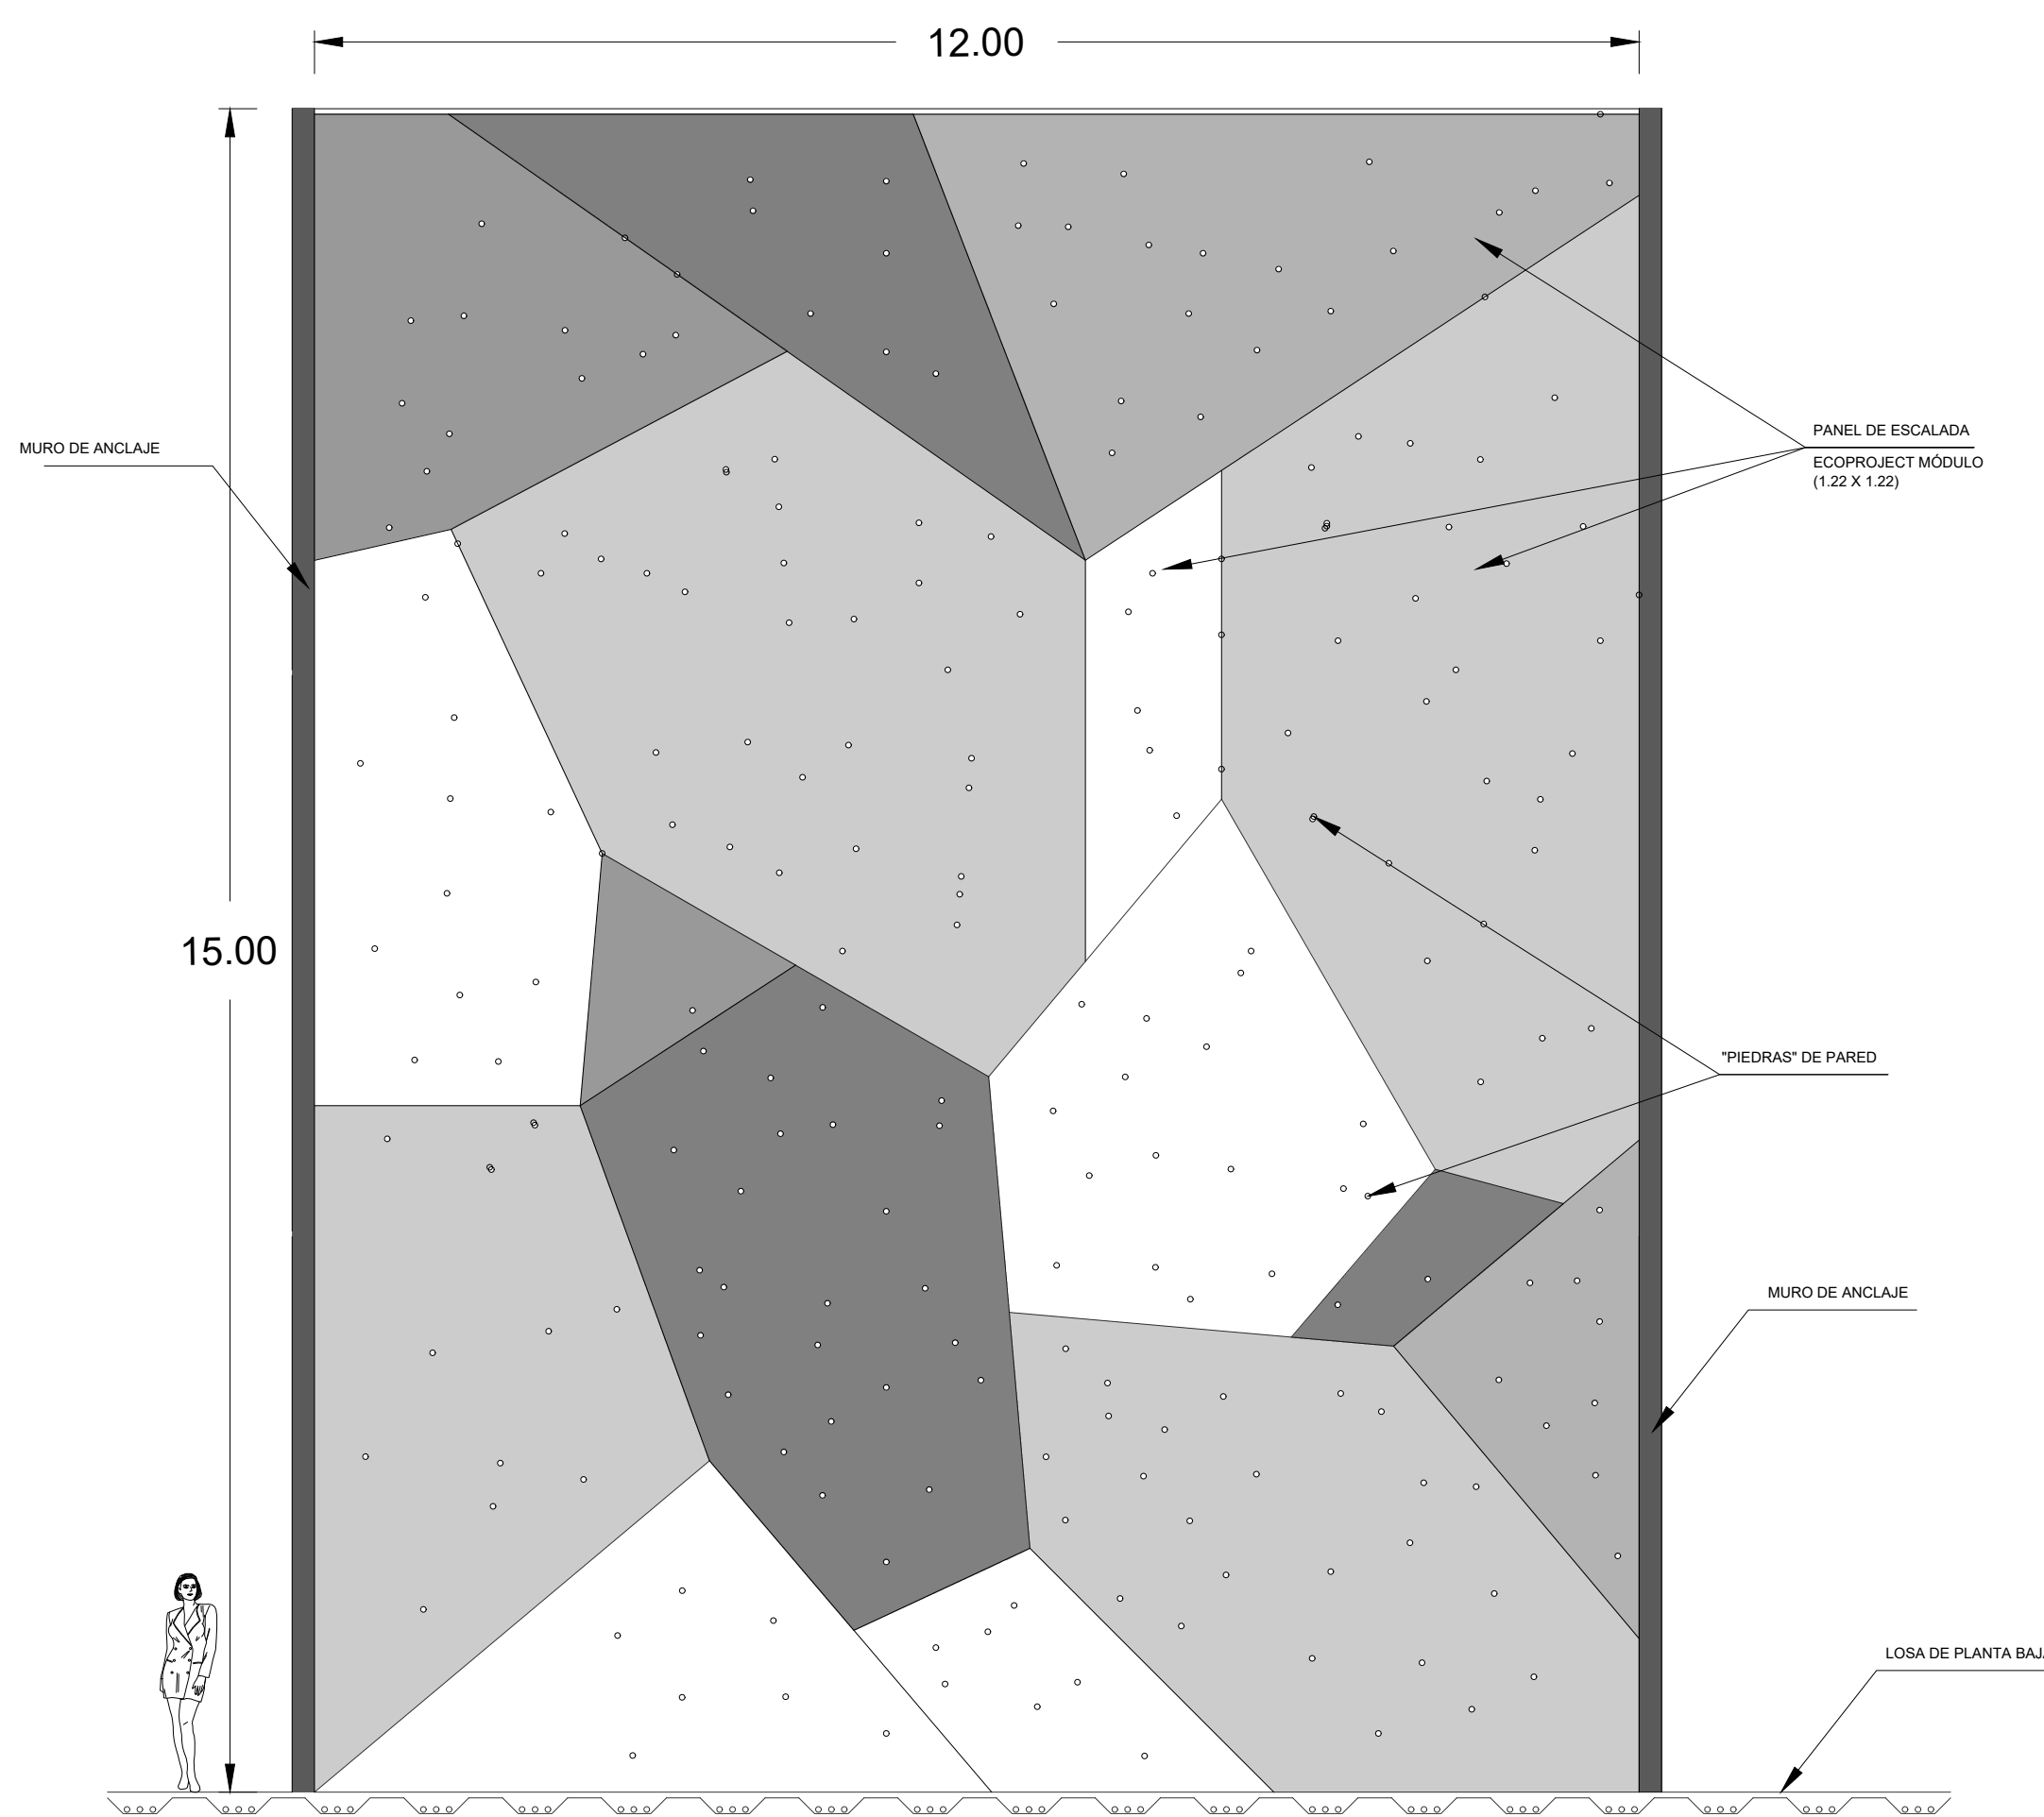 12.00
MURO DE ANCLAJE
PANEL DE ESCALADA
ECOPROJECT MÓDULO
(1.22 X 1.22)
15.00
"PIEDRAS" DE PARED
MURO DE ANCLAJE
LOSA DE PLANTA BAJA